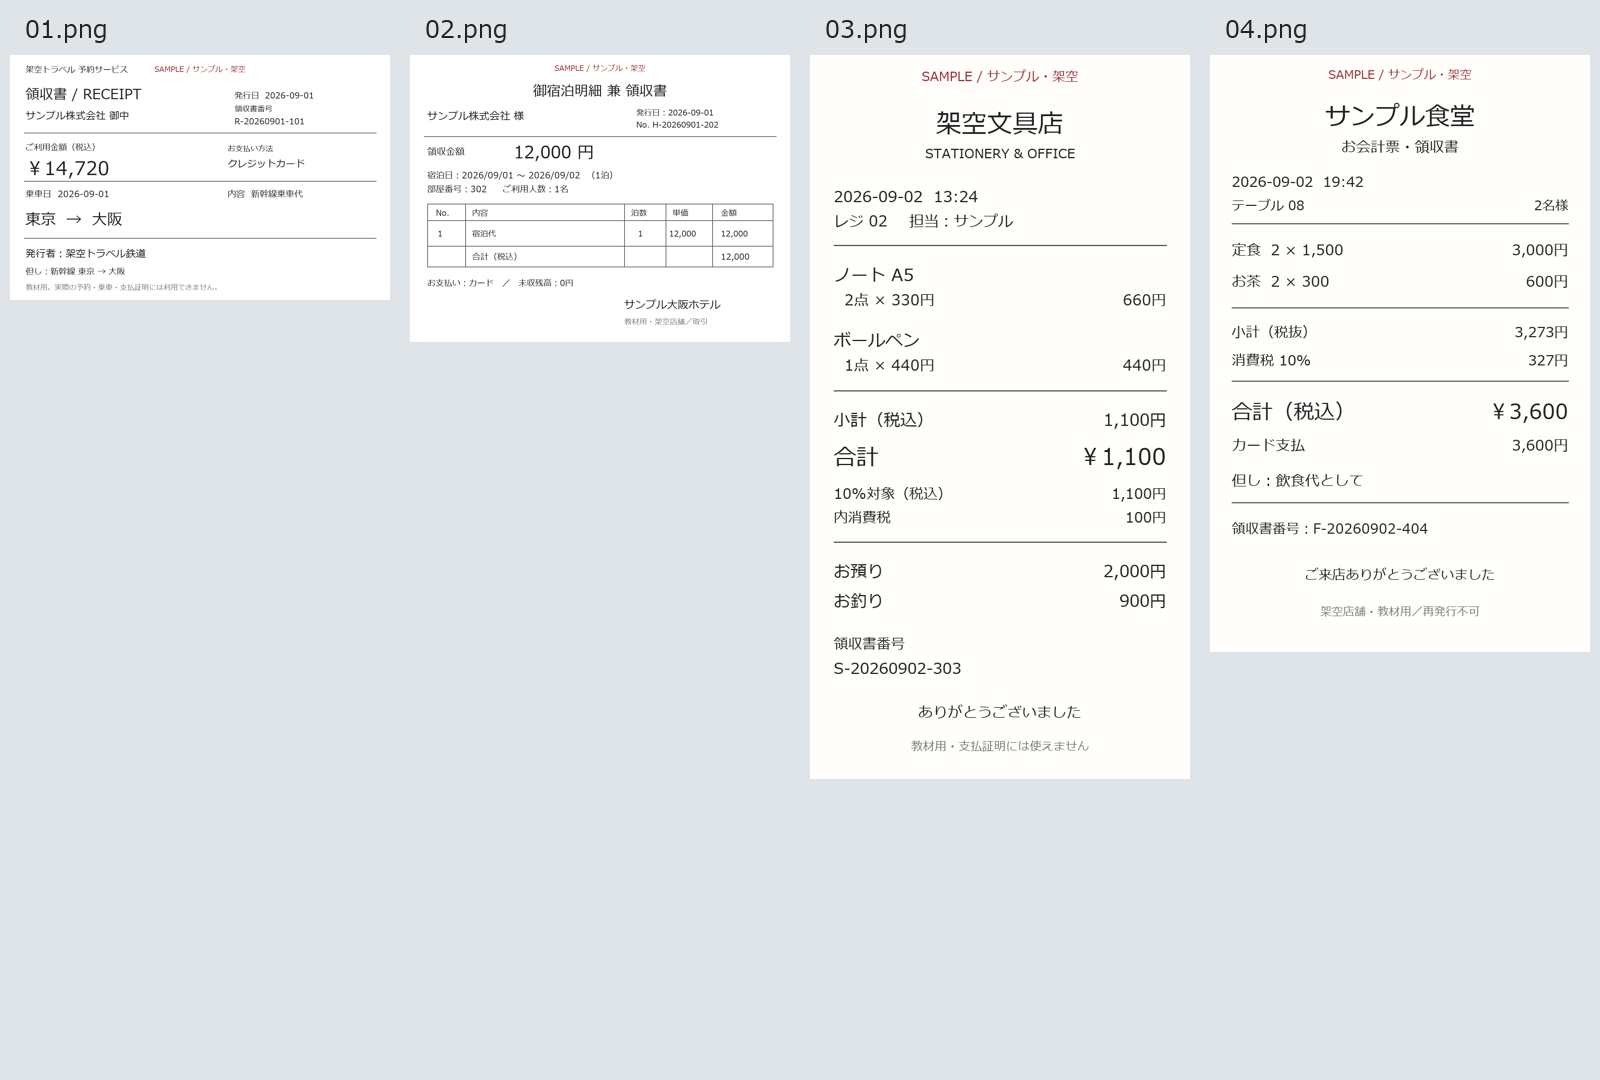 01.png
架空トラベル 予約サービス SAMPLE / サンプル・架空
領収書 / RECEIPT
サンプル株式会社 御中
発行日 2026-09-01
領収書番号
R-20260901-101
ご利用金額（税込）
￥14,720
お支払い方法
クレジットカード
乗車日 2026-09-01 内容 新幹線乗車代
東京 → 大阪
発行者：架空トラベル鉄道
但し：新幹線 東京 → 大阪
教材用。実際の予約・乗車・支払証明には利用できません。
02.png
SAMPLE / サンプル・架空
御宿泊明細 兼 領収書
サンプル株式会社 様
発行日：2026-09-01
No. H-20260901-202
領収金額 12,000 円
宿泊日：2026/09/01 ～ 2026/09/02 （1泊）
部屋番号：302 ご利用人数：1名
No. 内容 泊数 単価 金額
1 宿泊代 1 12,000 12,000
合計（税込） 12,000
お支払い：カード ／ 未収残高：0円
サンプル大阪ホテル
教材用・架空店舗／取引
03.png
SAMPLE / サンプル・架空
架空文具店
STATIONERY & OFFICE
2026-09-02 13:24
レジ 02 担当：サンプル
ノート A5
2点 × 330円 660円
ボールペン
1点 × 440円 440円
小計（税込） 1,100円
合計 ￥1,100
10%対象（税込） 1,100円
内消費税 100円
お預り 2,000円
お釣り 900円
領収書番号
S-20260902-303
ありがとうございました
教材用・支払証明には使えません
04.png
SAMPLE / サンプル・架空
サンプル食堂
お会計票・領収書
2026-09-02 19:42
テーブル 08 2名様
定食 2 × 1,500 3,000円
お茶 2 × 300 600円
小計（税抜） 3,273円
消費税 10% 327円
合計（税込） ￥3,600
カード支払 3,600円
但し：飲食代として
領収書番号：F-20260902-404
ご来店ありがとうございました
架空店舗・教材用／再発行不可